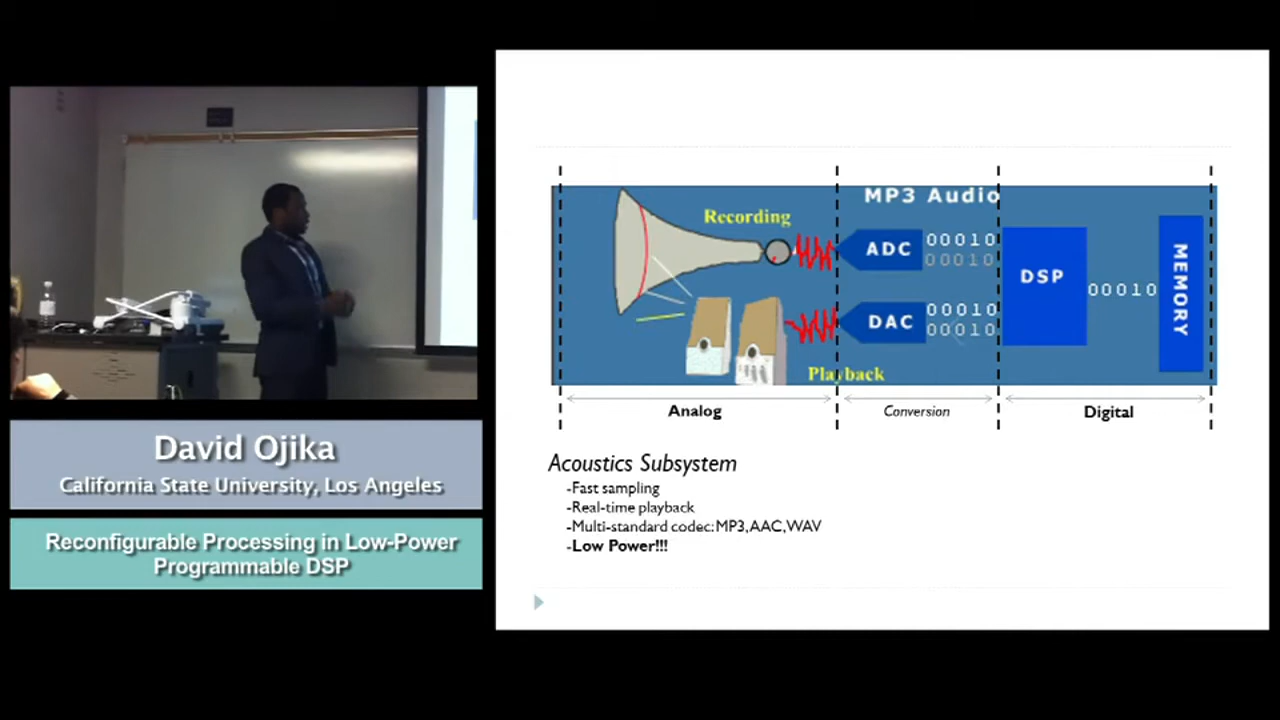 David Ojika
California State University, Los Angeles
Reconfigurable Processing in Low-Power
Programmable DSP
MP3 Audio
Recording
ADC
00010
00010
DSP
00010
MEMORY
DAC
00010
00010
Playback
Analog
Conversion
Digital
Acoustics Subsystem
-Fast sampling
-Real-time playback
-Multi-standard codec: MP3, AAC, WAV
-Low Power!!!